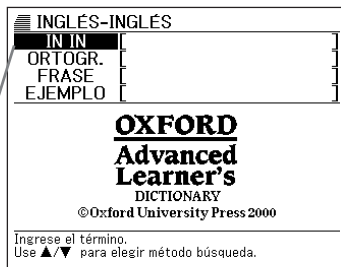 INGLÉS-INGLÉS
IN IN [ ]
ORTOGR. [ ]
FRASE [ ]
EJEMPLO [ ]
OXFORD
Advanced
Learner's
DICTIONARY
©Oxford University Press 2000
Ingrese el término.
Use ▲/▼ para elegir método búsqueda.